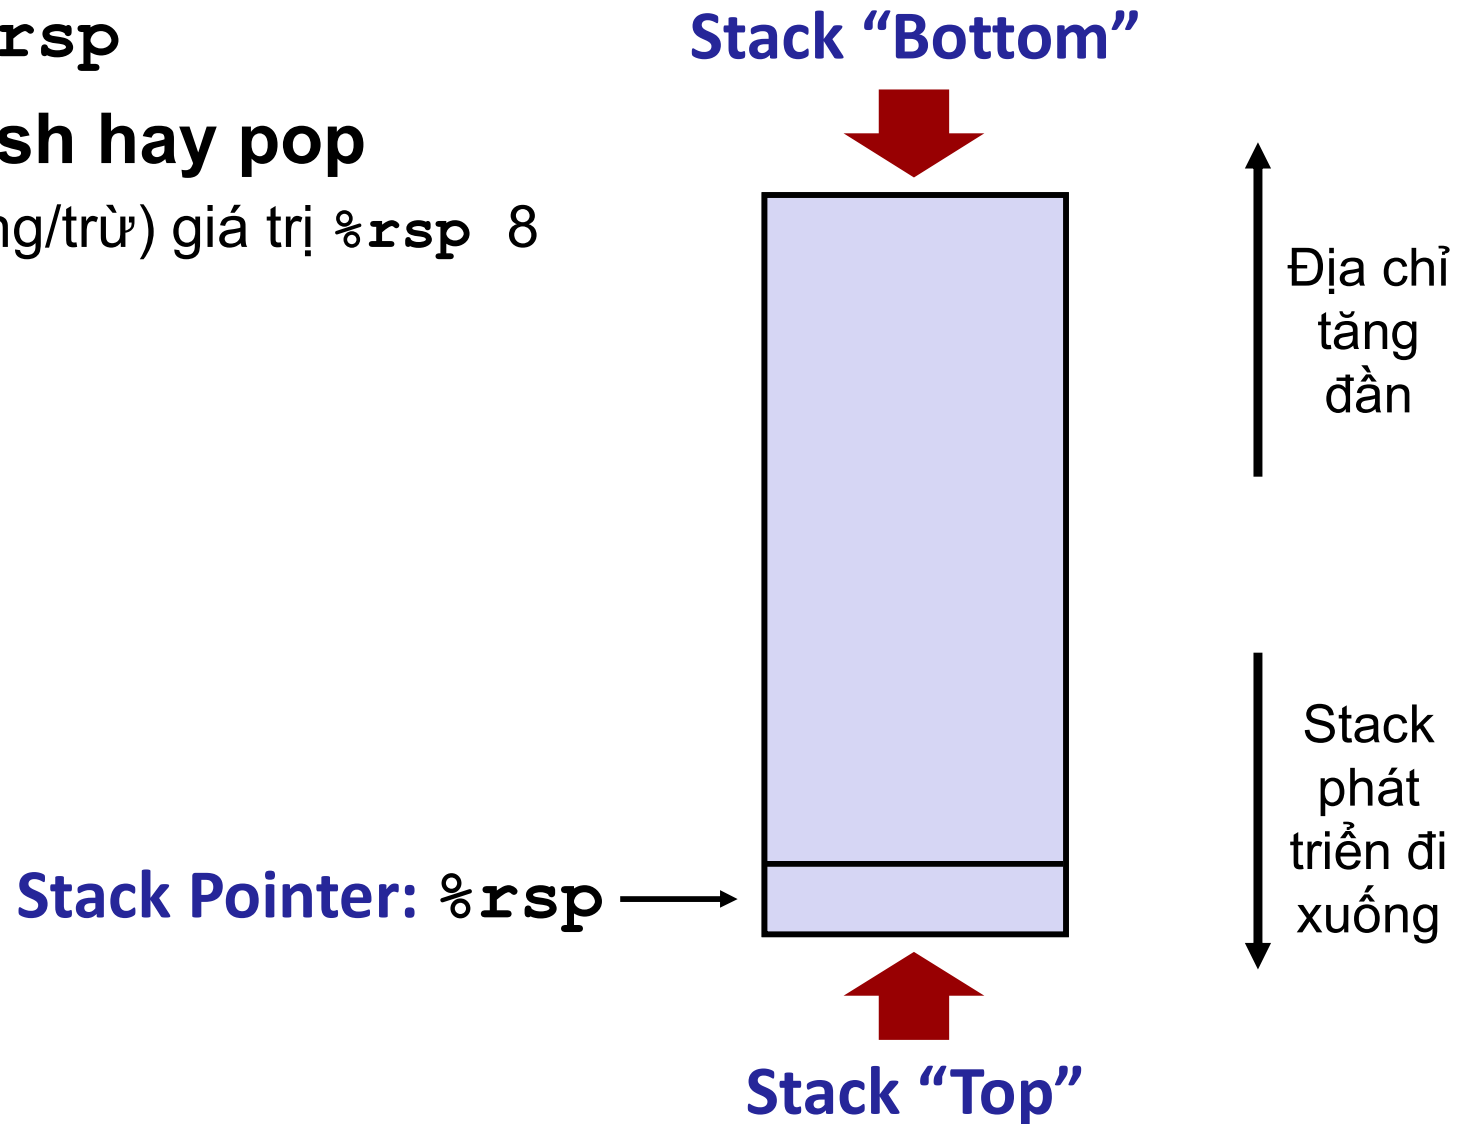 rsp
sh hay pop
ng/trừ) giá trị %rsp 8
Stack “Bottom”
Địa chỉ
tăng
đần
Stack
phát
triển đi
xuống
Stack Pointer: %rsp
Stack “Top”